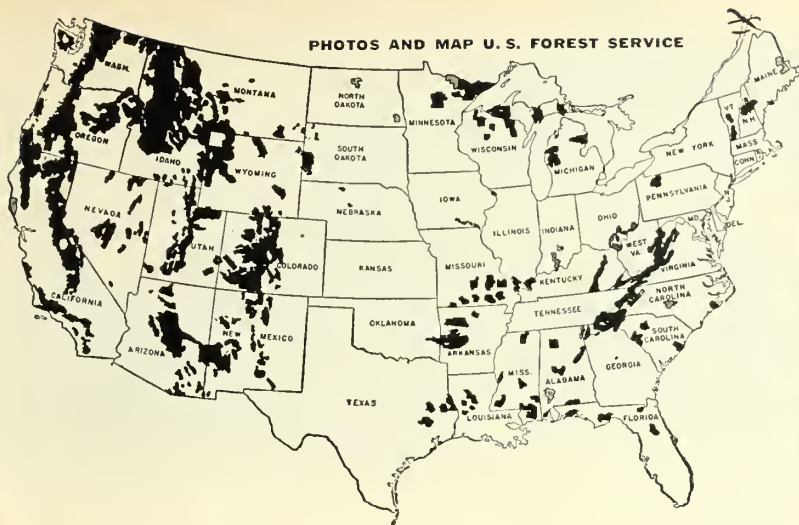 PHOTOS AND MAP U. S. FOREST SERVICE
WASH.
MONTANA
NORTH
DAKOTA
MINNESOTA
MAINE
VT.
N.H.
OREGON
IDAHO
SOUTH
DAKOTA
WISCONSIN
MICHIGAN
NEW YORK
MASS
CONN
WYOMING
NEVADA
UTAH
COLORADO
NEBRASKA
IOWA
ILLINOIS
INDIANA
OHIO
PENNSYLVANIA
MD.
DEL.
WEST
VA.
VIRGINIA
CALIFORNIA
KANSAS
MISSOURI
KENTUCKY
NORTH
CAROLINA
TENNESSEE
ARIZONA
NEW
MEXICO
OKLAHOMA
ARKANSAS
SOUTH
CAROLINA
MISS.
ALABAMA
GEORGIA
TEXAS
LOUISIANA
FLORIDA